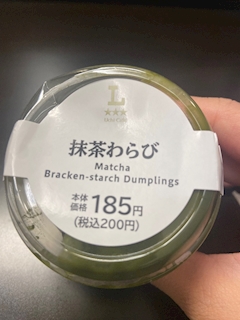 L
抹茶わらび
Matcha
Bracken-starch Dumplings
本体価格 185円
(税込200円)